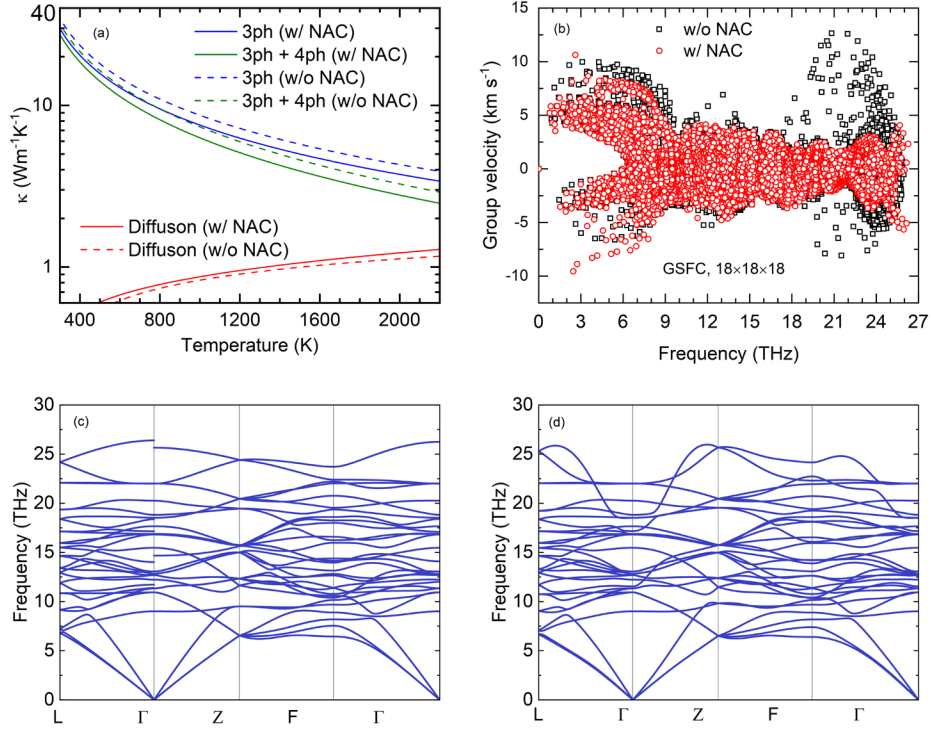 (a)
3ph (w/ NAC)
3ph + 4ph (w/ NAC)
3ph (w/o NAC)
3ph + 4ph (w/o NAC)
Diffuson (w/ NAC)
Diffuson (w/o NAC)
40
10
1
κ (Wm⁻¹K⁻¹)
400 800 1200 1600 2000
Temperature (K)
(b)
w/o NAC
w/ NAC
GSFC, 18×18×18
15
10
5
0
-5
-10
Group velocity (km s⁻¹)
0 3 6 9 12 15 18 21 24 27
Frequency (THz)
(c)
30
25
20
15
10
5
0
Frequency (THz)
L Γ Z F Γ
(d)
30
25
20
15
10
5
0
Frequency (THz)
L Γ Z F Γ